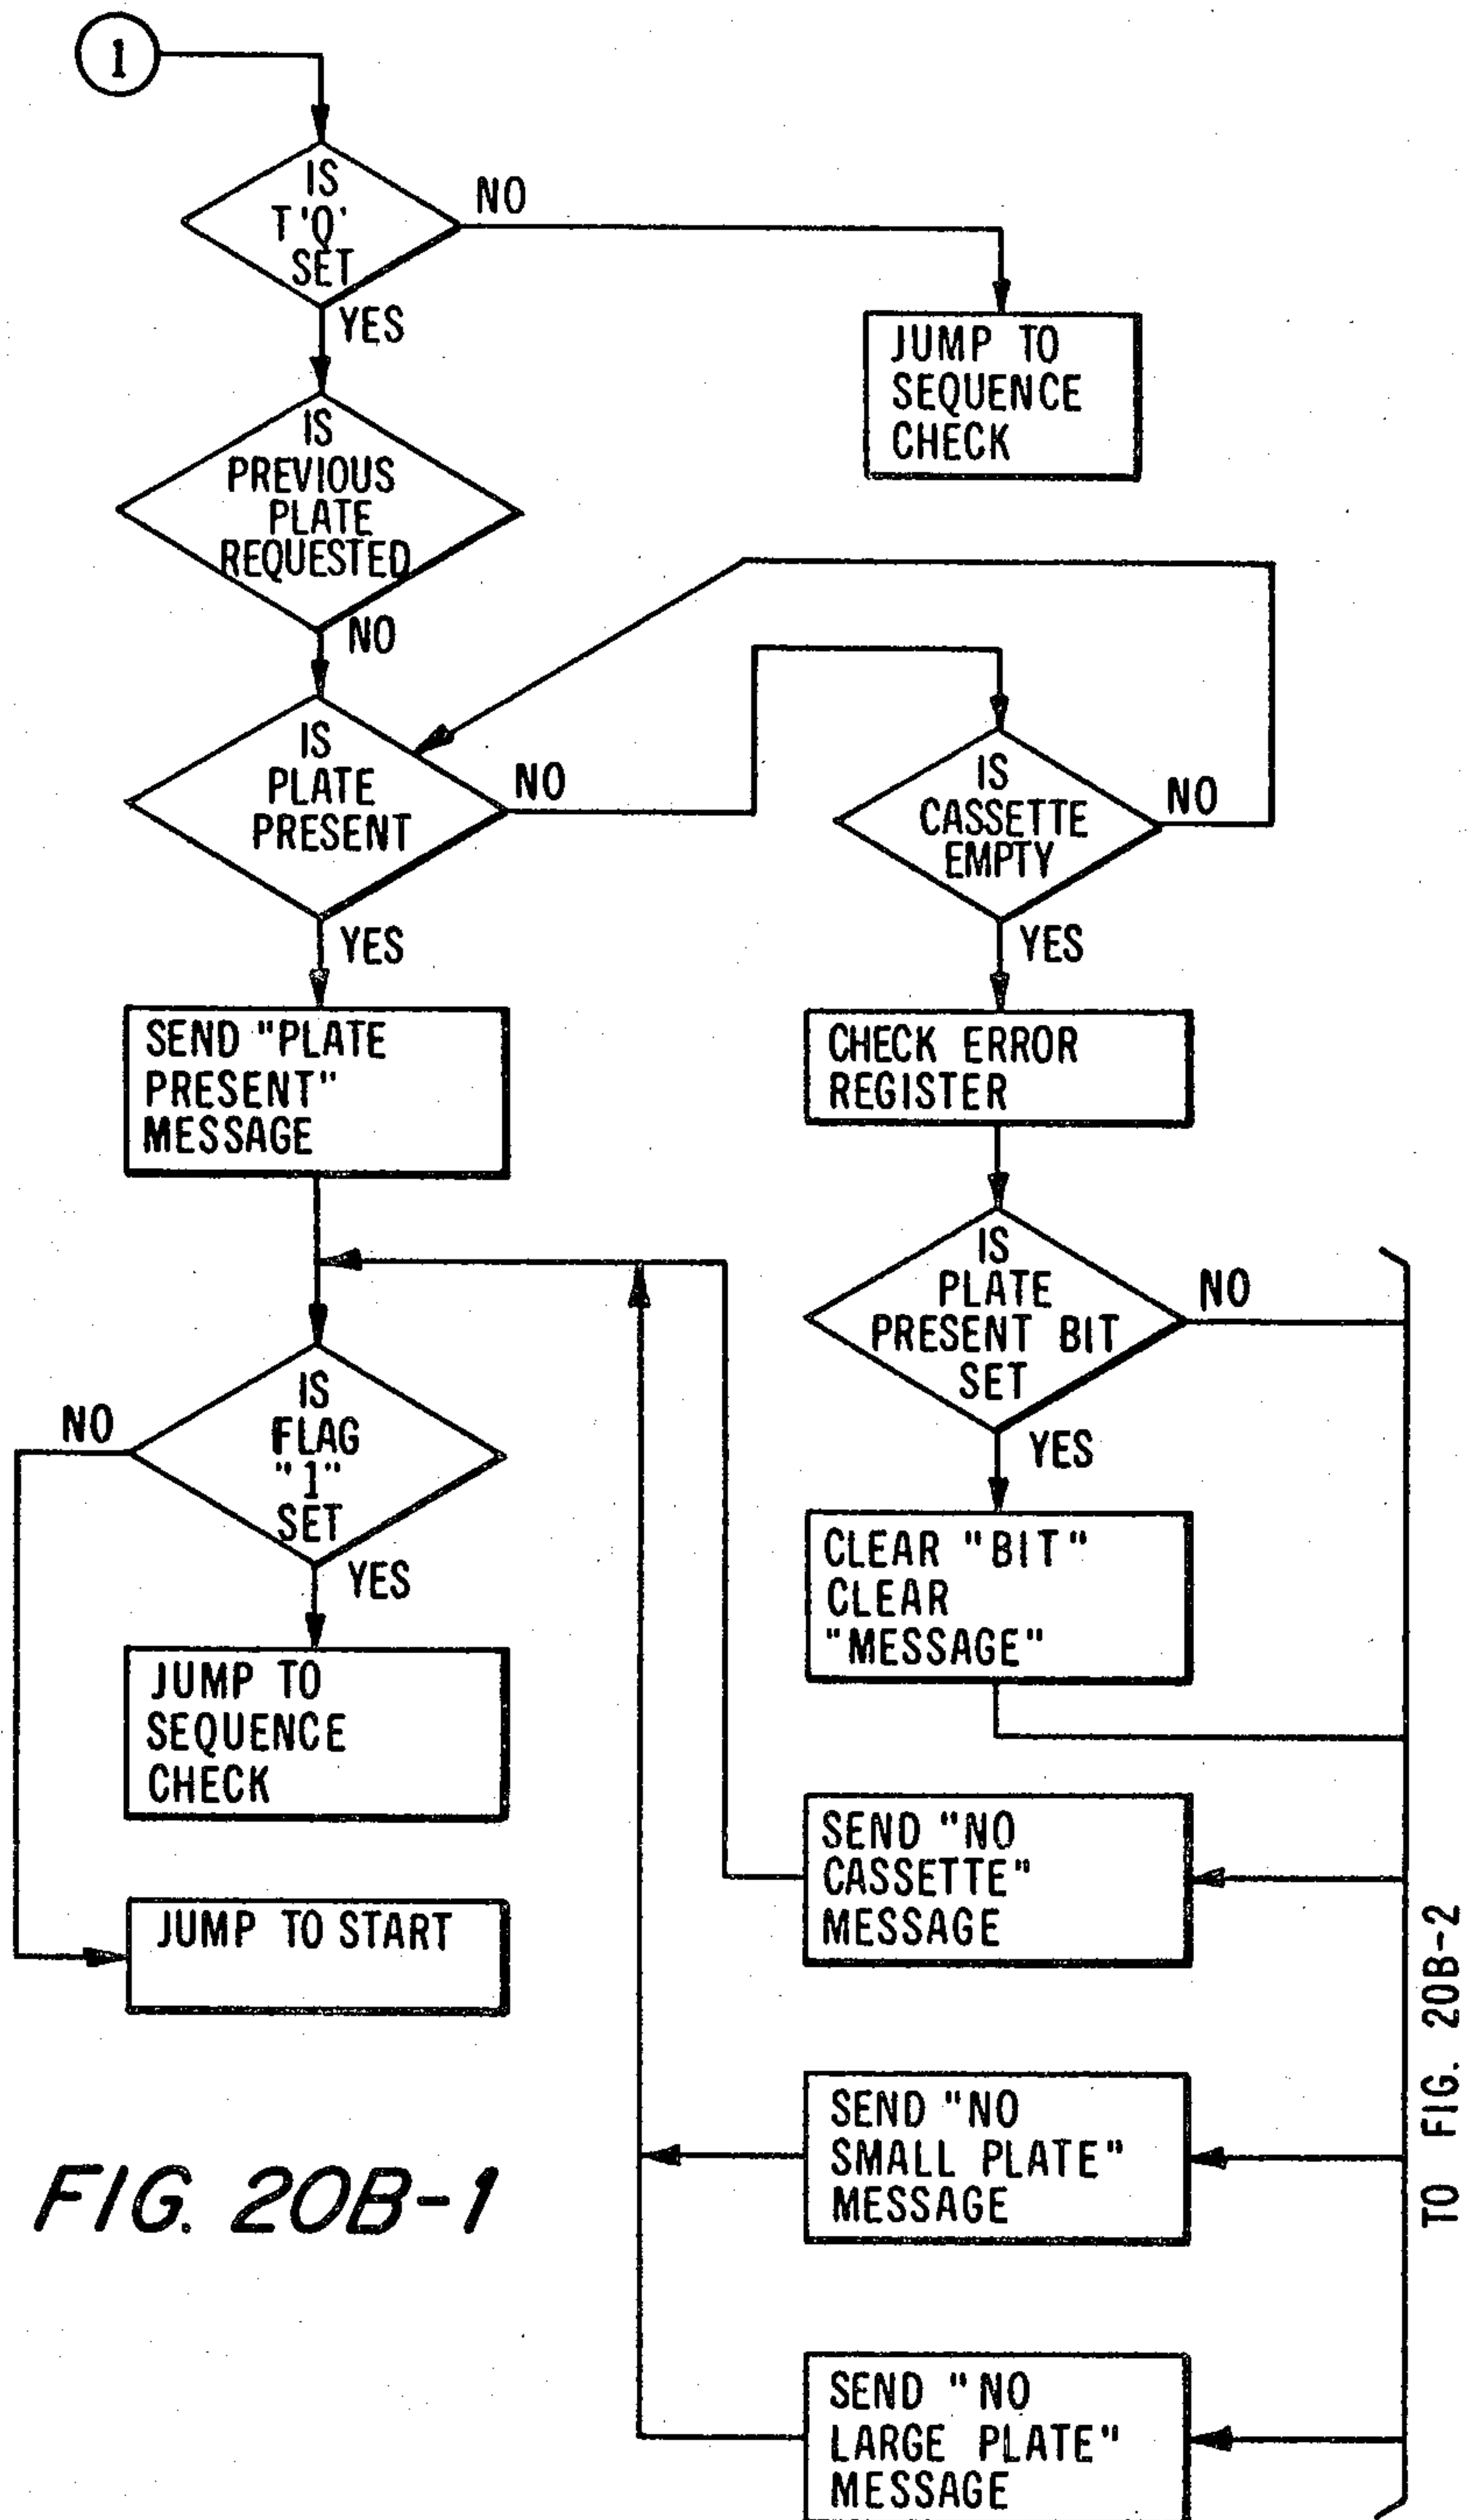 1
IS
T'Q'
SET
NO
YES
JUMP TO
SEQUENCE
CHECK
IS
PREVIOUS
PLATE
REQUESTED
NO
IS
PLATE
PRESENT
NO
YES
IS
CASSETTE
EMPTY
NO
YES
SEND "PLATE
PRESENT"
MESSAGE
CHECK ERROR
REGISTER
IS
PLATE
PRESENT BIT
SET
NO
YES
IS
FLAG
"1"
SET
NO
YES
CLEAR "BIT"
CLEAR
"MESSAGE"
JUMP TO
SEQUENCE
CHECK
SEND "NO
CASSETTE"
MESSAGE
JUMP TO START
SEND "NO
SMALL PLATE"
MESSAGE
SEND "NO
LARGE PLATE"
MESSAGE
TO FIG. 20B-2
FIG. 20B-1